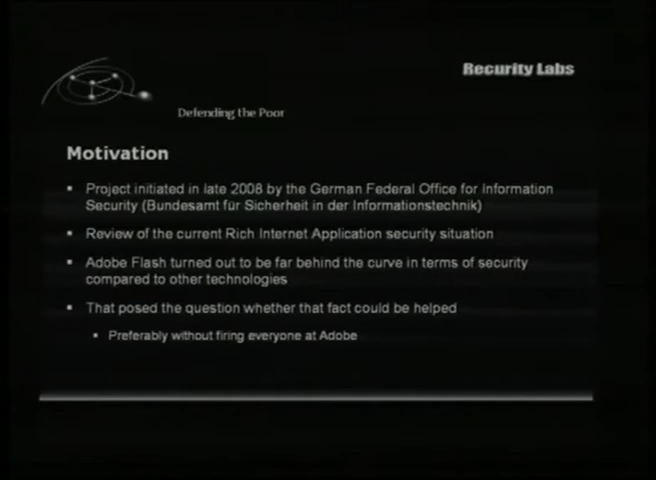 Recurity Labs
Defending the Poor
Motivation
▪ Project initiated in late 2008 by the German Federal Office for Information
Security (Bundesamt für Sicherheit in der Informationstechnik)
▪ Review of the current Rich Internet Application security situation
▪ Adobe Flash turned out to be far behind the curve in terms of security
compared to other technologies
▪ That posed the question whether that fact could be helped
▪ Preferably without firing everyone at Adobe